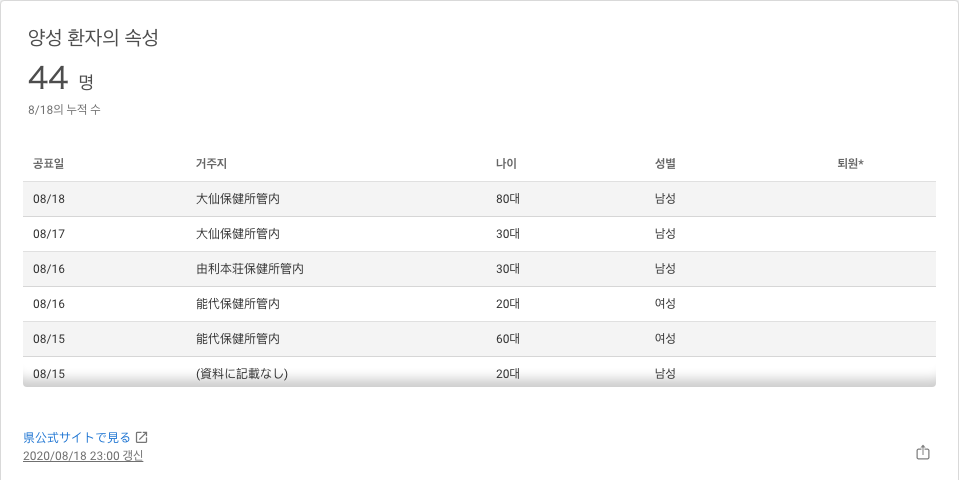 양성 환자의 속성
44 명
8/18의 누적 수
공표일 거주지 나이 성별 퇴원*
08/18 大仙保健所管内 80대 남성
08/17 大仙保健所管内 30대 남성
08/16 由利本荘保健所管内 30대 남성
08/16 能代保健所管内 20대 여성
08/15 能代保健所管内 60대 여성
08/15 (資料に記載なし) 20대 남성
県公式サイトで見る
2020/08/18 23:00 갱신